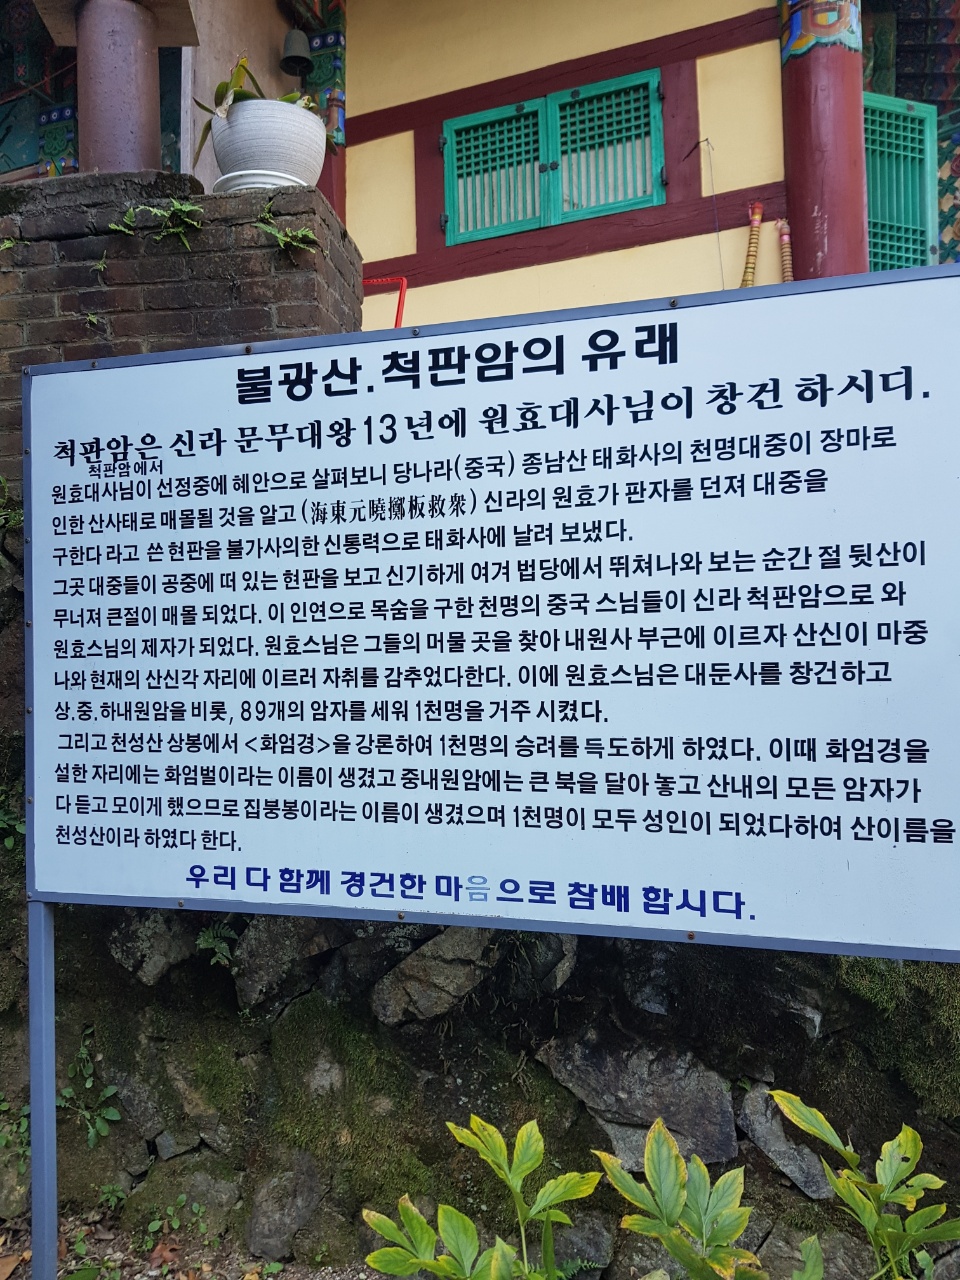 불광산.척판암의 유래
척판암은 신라 문무대왕 13년에 원효대사님이 창건 하시디.
척판암에서
원효대사님이 선정중에 혜안으로 살펴보니 당나라(중국) 종남산 태화사의 천명대중이 장마로
인한 산사태로 매몰될 것을 알고 (海東元曉擲板救衆) 신라의 원효가 판자를 던져 대중을
구한다 라고 쓴 현판을 불가사의한 신통력으로 태화사에 날려 보냈다.
그곳 대중들이 공중에 떠 있는 현판을 보고 신기하게 여겨 법당에서 뛰쳐나와 보는 순간 절 뒷산이
무너져 큰절이 매몰 되었다. 이 인연으로 목숨을 구한 천명의 중국 스님들이 신라 척판암으로 와
원효스님의 제자가 되었다. 원효스님은 그들의 머물 곳을 찾아 내원사 부근에 이르자 산신이 마중
나와 현재의 산신각 자리에 이르러 자취를 감추었다한다. 이에 원효스님은 대둔사를 창건하고
상.중.하내원암을 비롯, 89개의 암자를 세워 1천명을 거주 시켰다.
그리고 천성산 상봉에서 <화엄경>을 강론하여 1천명의 승려를 득도하게 하였다. 이때 화엄경을
설한 자리에는 화엄벌이라는 이름이 생겼고 중내원암에는 큰 북을 달아 놓고 산내의 모든 암자가
다 듣고 모이게 했으므로 집붕봉이라는 이름이 생겼으며 1천명이 모두 성인이 되었다하여 산이름을
천성산이라 하였다 한다.
우리 다 함께 경건한 마음으로 참배 합시다.